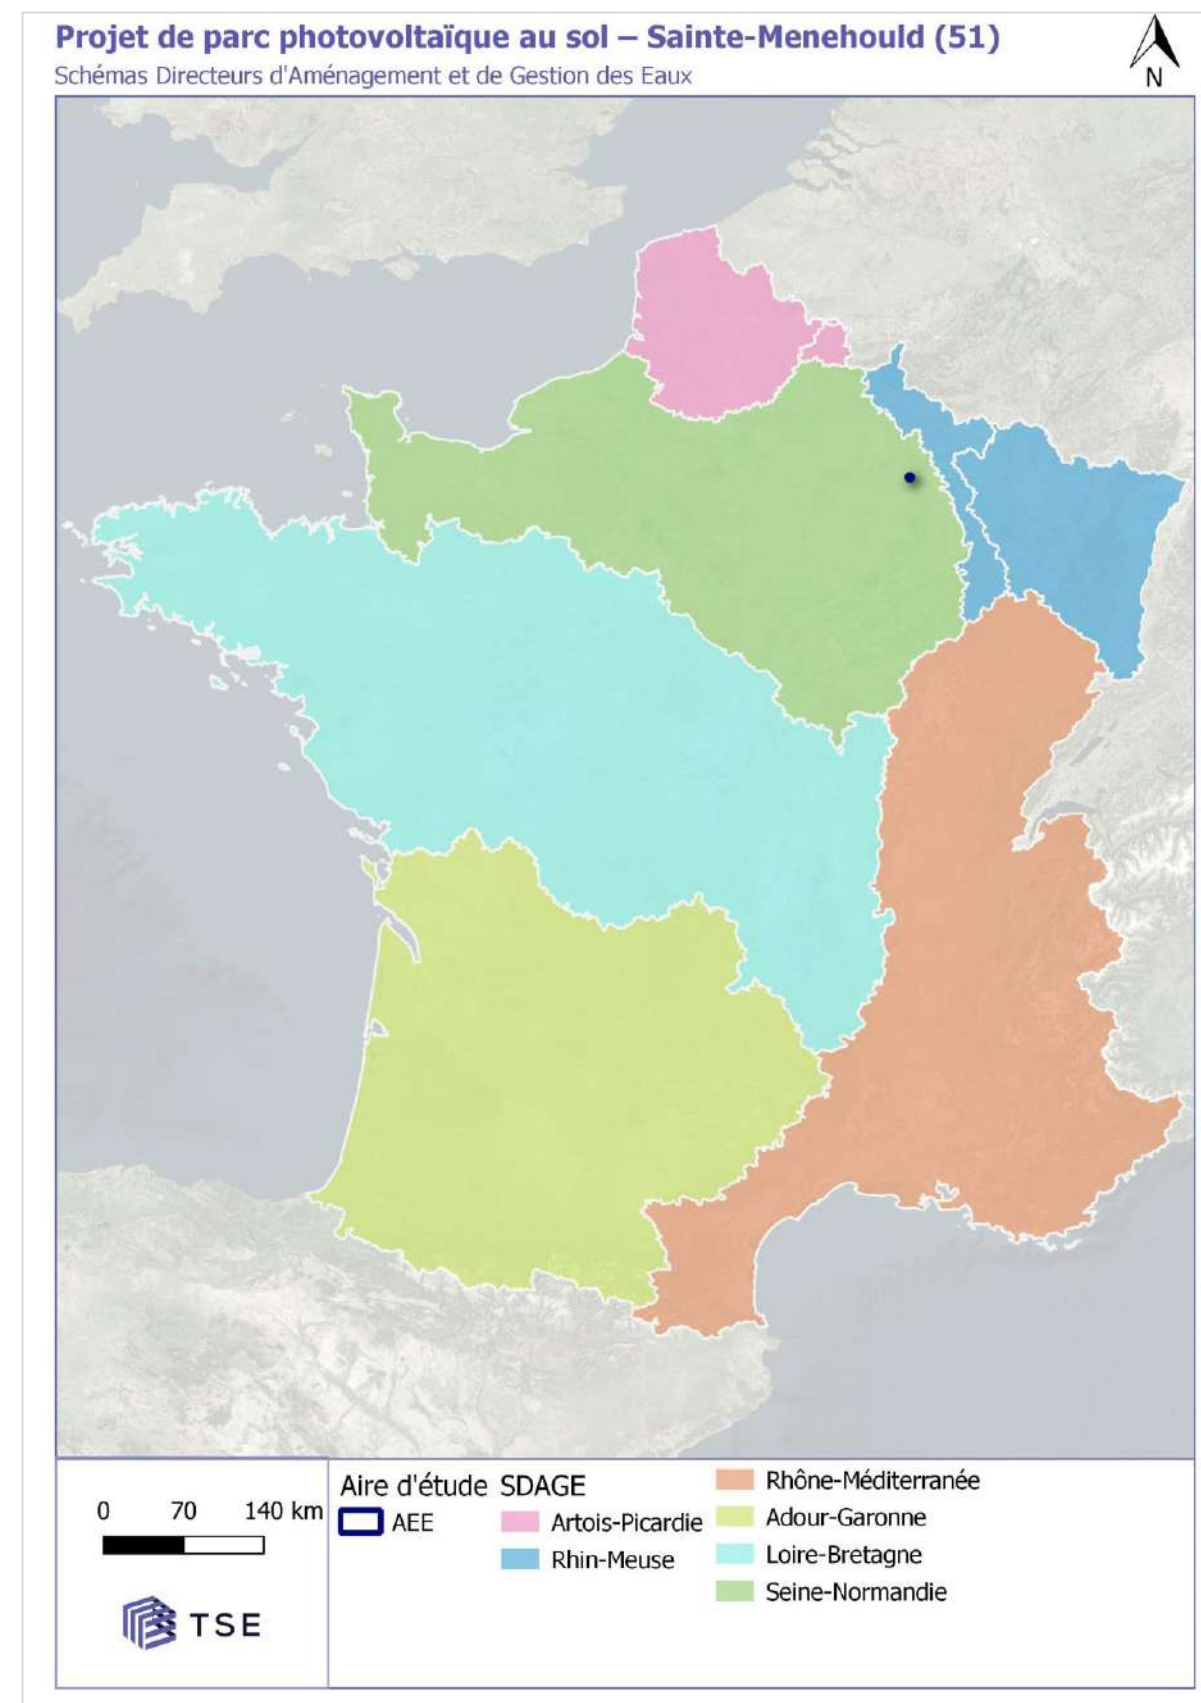 Projet de parc photovoltaïque au sol – Sainte-Menehould (51)
Schémas Directeurs d'Aménagement et de Gestion des Eaux
N
0 70 140 km
TSE
Aire d'étude
AEE
SDAGE
Artois-Picardie
Rhin-Meuse
Rhône-Méditerranée
Adour-Garonne
Loire-Bretagne
Seine-Normandie